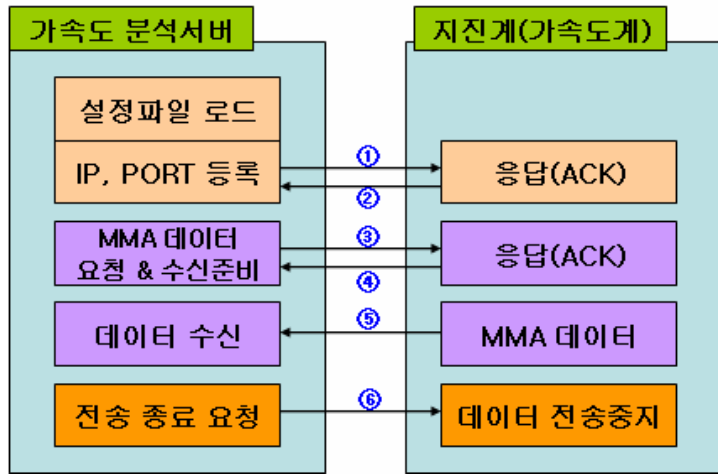 가속도 분석서버
지진계(가속도계)
설정파일 로드
IP, PORT 등록
①
②
응답(ACK)
MMA 데이터
요청 & 수신준비
③
④
응답(ACK)
데이터 수신
⑤
MMA 데이터
전송 종료 요청
⑥
데이터 전송중지